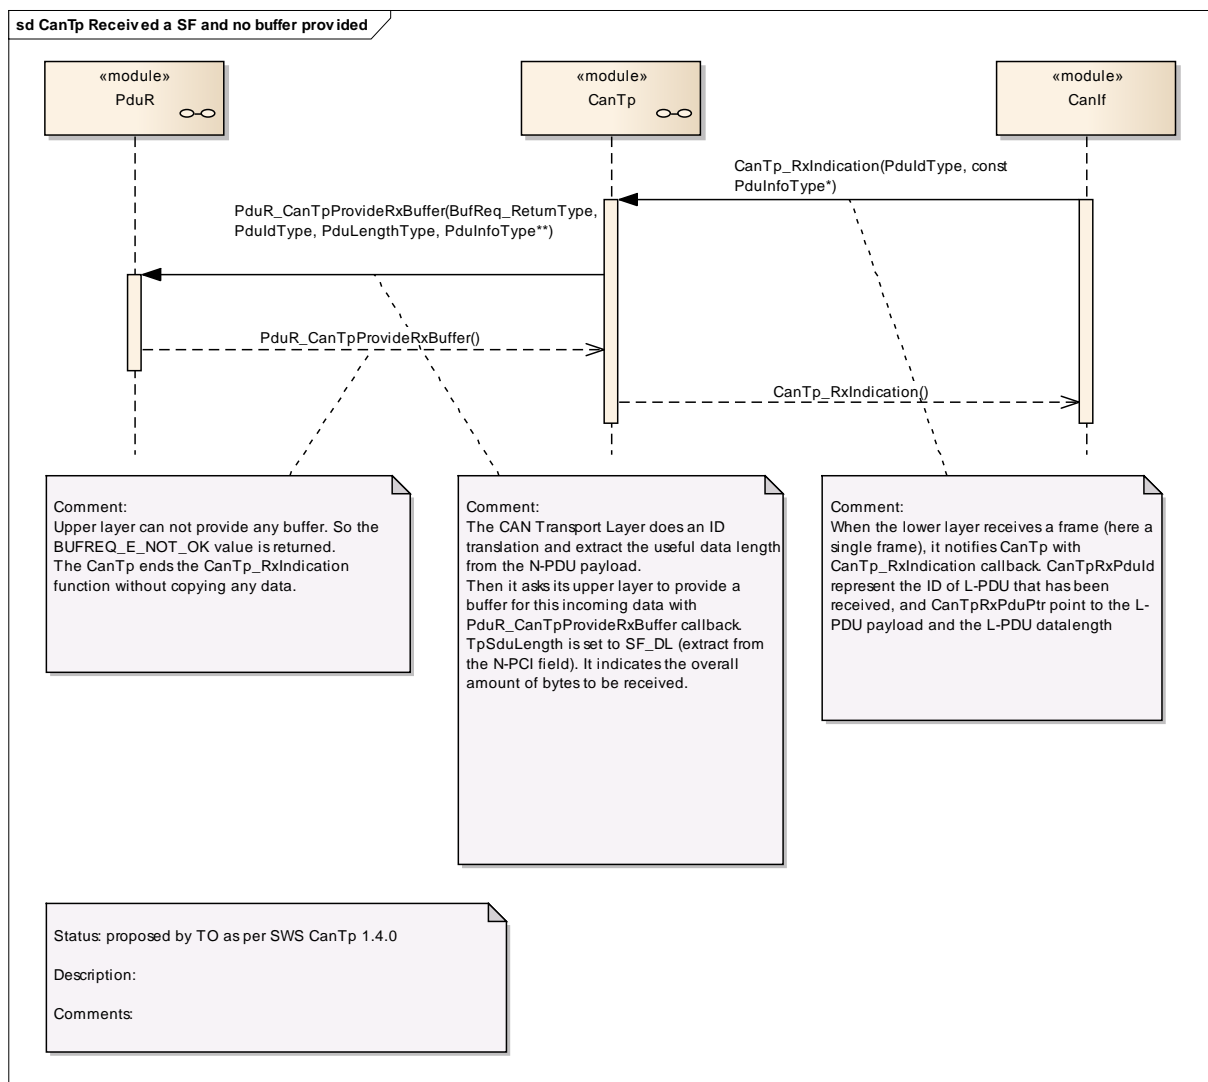 sd CanTp Received a SF and no buffer provided
«module»
PduR
«module»
CanTp
«module»
CanIf
CanTp_RxIndication(PduIdType, const
PduInfoType*)
PduR_CanTpProvideRxBuffer(BufReq_ReturnType,
PduIdType, PduLengthType, PduInfoType**)
PduR_CanTpProvideRxBuffer()
CanTp_RxIndication()
Comment:
Upper layer can not provide any buffer. So the
BUFREQ_E_NOT_OK value is returned.
The CanTp ends the CanTp_RxIndication
function without copying any data.
Comment:
The CAN Transport Layer does an ID
translation and extract the useful data length
from the N-PDU payload.
Then it asks its upper layer to provide a
buffer for this incoming data with
PduR_CanTpProvideRxBuffer callback.
TpSduLength is set to SF_DL (extract from
the N-PCI field). It indicates the overall
amount of bytes to be received.
Comment:
When the lower layer receives a frame (here a
single frame), it notifies CanTp with
CanTp_RxIndication callback. CanTpRxPduId
represent the ID of L-PDU that has been
received, and CanTpRxPduPtr point to the L-
PDU payload and the L-PDU datalength
Status: proposed by TO as per SWS CanTp 1.4.0
Description:
Comments: